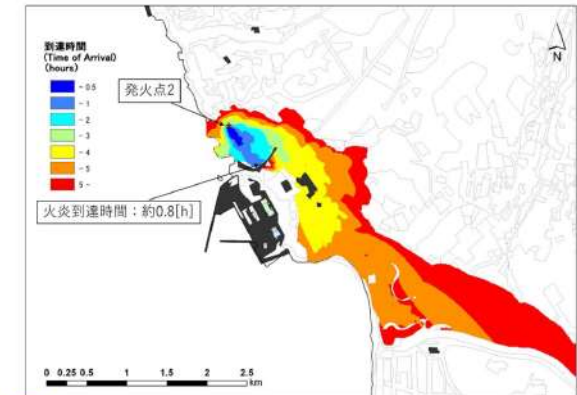 到達時間
(Time of Arrival)
(hours)
- 0.5
- 1
- 2
- 3
- 4
- 5
5 -
発火点2
火炎到達時間：約0.8[h]
N
0 0.25 0.5 1 1.5 2 2.5
km